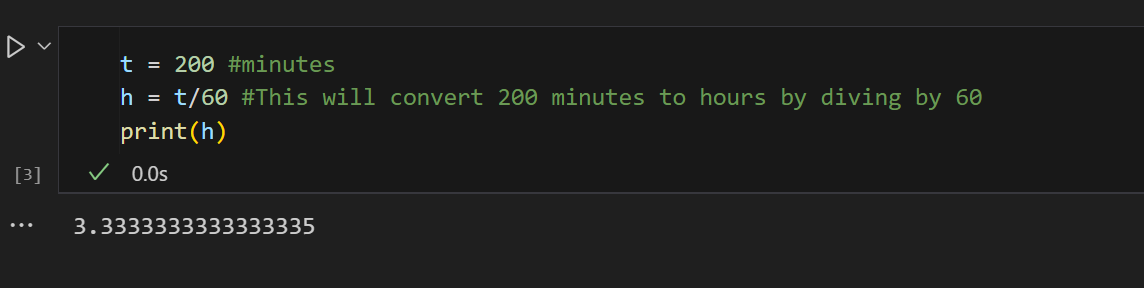 t = 200 #minutes
h = t/60 #This will convert 200 minutes to hours by diving by 60
print(h)
[3]
0.0s
3.3333333333333335